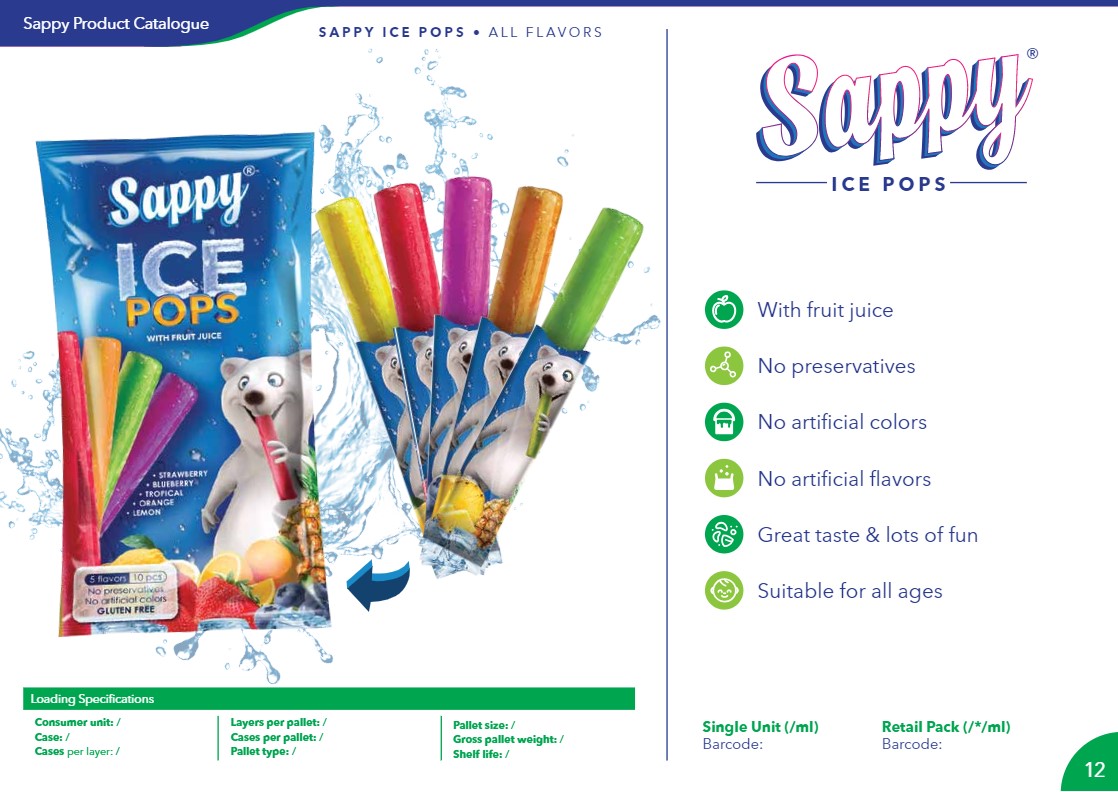 Sappy Product Catalogue
SAPPY ICE POPS • ALL FLAVORS
Sappy®
ICE
POPS
WITH FRUIT JUICE
• STRAWBERRY
• BLUEBERRY
• TROPICAL
• ORANGE
• LEMON
5 flavors 10 pcs
No preservatives
No artificial colors
GLUTEN FREE
Loading Specifications
Consumer unit: /
Case: /
Cases per layer: /
Layers per pallet: /
Cases per pallet: /
Pallet type: /
Pallet size: /
Gross pallet weight: /
Shelf life: /
Sappy®
ICE POPS
With fruit juice
No preservatives
No artificial colors
No artificial flavors
Great taste & lots of fun
Suitable for all ages
Single Unit (/ml)
Barcode:
Retail Pack (/*/ml)
Barcode:
12